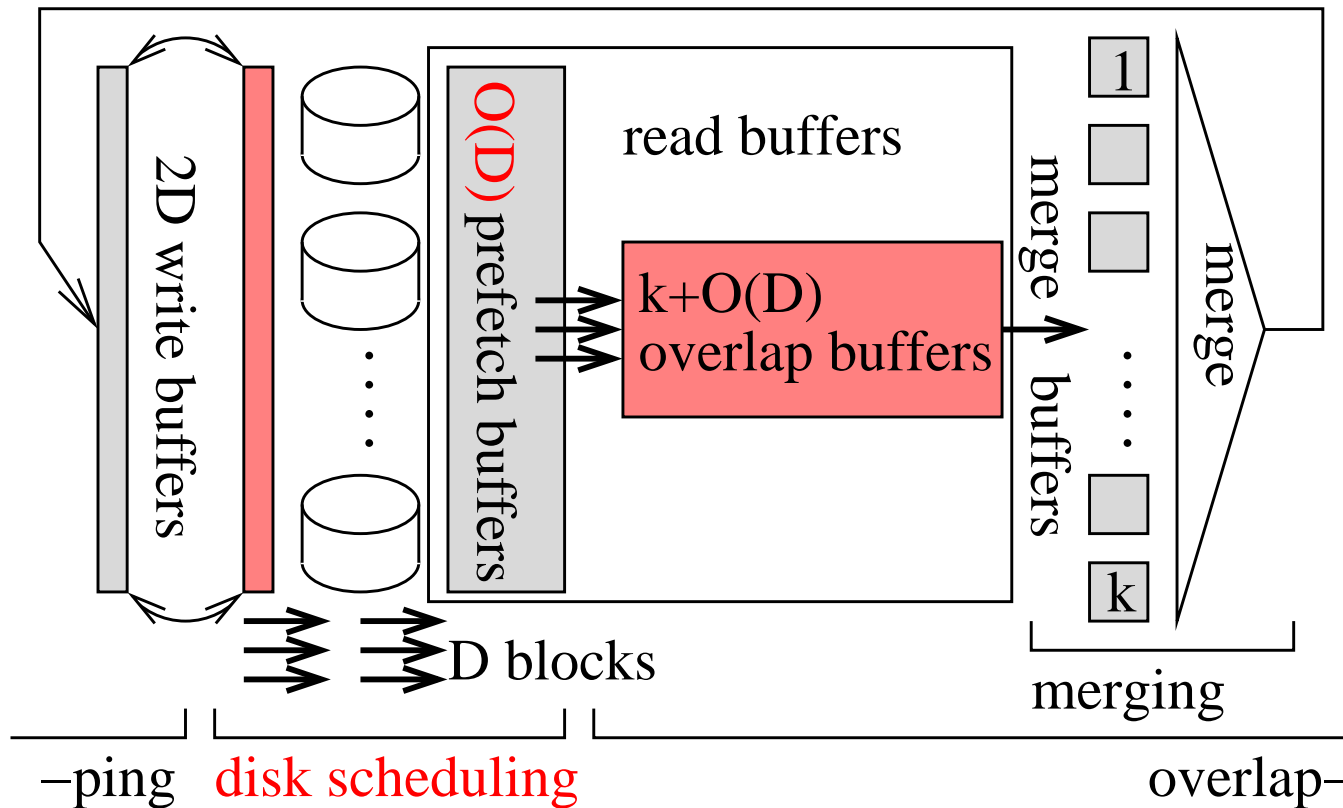 2D write buffers
O(D) prefetch buffers
read buffers
k+O(D)
overlap buffers
merge buffers
1
k
merge
D blocks
merging
−ping
disk scheduling
overlap−